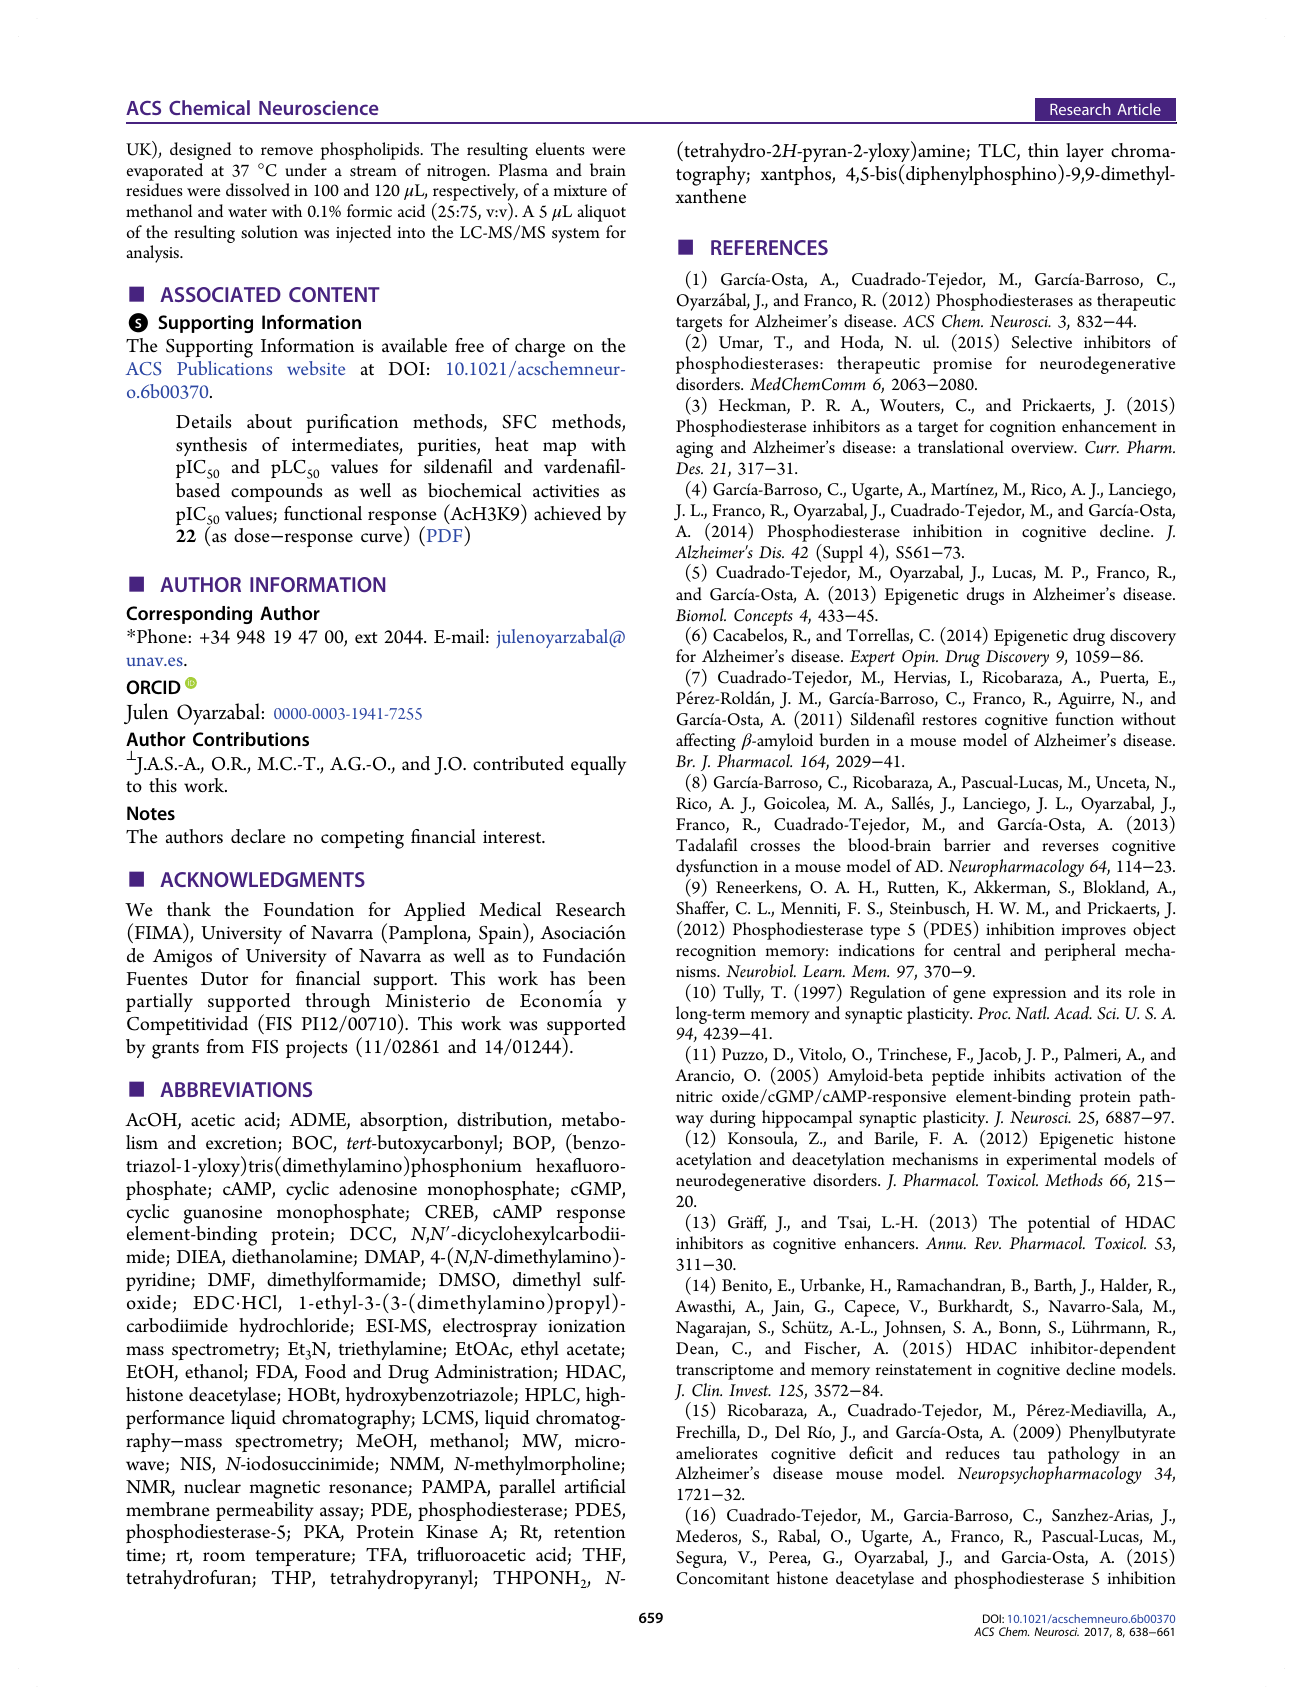 ACS Chemical Neuroscience
Research Article
UK), designed to remove phospholipids. The resulting eluents were
evaporated at 37 °C under a stream of nitrogen. Plasma and brain
residues were dissolved in 100 and 120 μL, respectively, of a mixture of
methanol and water with 0.1% formic acid (25:75, v:v). A 5 μL aliquot
of the resulting solution was injected into the LC-MS/MS system for
analysis.
■ ASSOCIATED CONTENT
S Supporting Information
The Supporting Information is available free of charge on the
ACS Publications website at DOI: 10.1021/acschemneur-
o.6b00370.
Details about purification methods, SFC methods,
synthesis of intermediates, purities, heat map with
pIC50 and pLC50 values for sildenafil and vardenafil-
based compounds as well as biochemical activities as
pIC50 values; functional response (AcH3K9) achieved by
22 (as dose−response curve) (PDF)
■ AUTHOR INFORMATION
Corresponding Author
*Phone: +34 948 19 47 00, ext 2044. E-mail: julenoyarzabal@
unav.es.
ORCID iD
Julen Oyarzabal: 0000-0003-1941-7255
Author Contributions
⊥J.A.S.-A., O.R., M.C.-T., A.G.-O., and J.O. contributed equally
to this work.
Notes
The authors declare no competing financial interest.
■ ACKNOWLEDGMENTS
We thank the Foundation for Applied Medical Research
(FIMA), University of Navarra (Pamplona, Spain), Asociación
de Amigos of University of Navarra as well as to Fundación
Fuentes Dutor for financial support. This work has been
partially supported through Ministerio de Economía y
Competitividad (FIS PI12/00710). This work was supported
by grants from FIS projects (11/02861 and 14/01244).
■ ABBREVIATIONS
AcOH, acetic acid; ADME, absorption, distribution, metabo-
lism and excretion; BOC, tert-butoxycarbonyl; BOP, (benzo-
triazol-1-yloxy)tris(dimethylamino)phosphonium hexafluoro-
phosphate; cAMP, cyclic adenosine monophosphate; cGMP,
cyclic guanosine monophosphate; CREB, cAMP response
element-binding protein; DCC, N,N′-dicyclohexylcarbodii-
mide; DIEA, diethanolamine; DMAP, 4-(N,N-dimethylamino)-
pyridine; DMF, dimethylformamide; DMSO, dimethyl sulf-
oxide; EDC·HCl, 1-ethyl-3-(3-(dimethylamino)propyl)-
carbodiimide hydrochloride; ESI-MS, electrospray ionization
mass spectrometry; Et3N, triethylamine; EtOAc, ethyl acetate;
EtOH, ethanol; FDA, Food and Drug Administration; HDAC,
histone deacetylase; HOBt, hydroxybenzotriazole; HPLC, high-
performance liquid chromatography; LCMS, liquid chromatog-
raphy−mass spectrometry; MeOH, methanol; MW, micro-
wave; NIS, N-iodosuccinimide; NMM, N-methylmorpholine;
NMR, nuclear magnetic resonance; PAMPA, parallel artificial
membrane permeability assay; PDE, phosphodiesterase; PDE5,
phosphodiesterase-5; PKA, Protein Kinase A; Rt, retention
time; rt, room temperature; TFA, trifluoroacetic acid; THF,
tetrahydrofuran; THP, tetrahydropyranyl; THPONH2, N-
(tetrahydro-2H-pyran-2-yloxy)amine; TLC, thin layer chroma-
tography; xantphos, 4,5-bis(diphenylphosphino)-9,9-dimethyl-
xanthene
■ REFERENCES
(1) García-Osta, A., Cuadrado-Tejedor, M., García-Barroso, C.,
Oyarzábal, J., and Franco, R. (2012) Phosphodiesterases as therapeutic
targets for Alzheimer's disease. ACS Chem. Neurosci. 3, 832−44.
(2) Umar, T., and Hoda, N. ul. (2015) Selective inhibitors of
phosphodiesterases: therapeutic promise for neurodegenerative
disorders. MedChemComm 6, 2063−2080.
(3) Heckman, P. R. A., Wouters, C., and Prickaerts, J. (2015)
Phosphodiesterase inhibitors as a target for cognition enhancement in
aging and Alzheimer's disease: a translational overview. Curr. Pharm.
Des. 21, 317−31.
(4) García-Barroso, C., Ugarte, A., Martínez, M., Rico, A. J., Lanciego,
J. L., Franco, R., Oyarzabal, J., Cuadrado-Tejedor, M., and García-Osta,
A. (2014) Phosphodiesterase inhibition in cognitive decline. J.
Alzheimer's Dis. 42 (Suppl 4), S561−73.
(5) Cuadrado-Tejedor, M., Oyarzabal, J., Lucas, M. P., Franco, R.,
and García-Osta, A. (2013) Epigenetic drugs in Alzheimer's disease.
Biomol. Concepts 4, 433−45.
(6) Cacabelos, R., and Torrellas, C. (2014) Epigenetic drug discovery
for Alzheimer's disease. Expert Opin. Drug Discovery 9, 1059−86.
(7) Cuadrado-Tejedor, M., Hervias, I., Ricobaraza, A., Puerta, E.,
Pérez-Roldán, J. M., García-Barroso, C., Franco, R., Aguirre, N., and
García-Osta, A. (2011) Sildenafil restores cognitive function without
affecting β-amyloid burden in a mouse model of Alzheimer's disease.
Br. J. Pharmacol. 164, 2029−41.
(8) García-Barroso, C., Ricobaraza, A., Pascual-Lucas, M., Unceta, N.,
Rico, A. J., Goicolea, M. A., Sallés, J., Lanciego, J. L., Oyarzabal, J.,
Franco, R., Cuadrado-Tejedor, M., and García-Osta, A. (2013)
Tadalafil crosses the blood-brain barrier and reverses cognitive
dysfunction in a mouse model of AD. Neuropharmacology 64, 114−23.
(9) Reneerkens, O. A. H., Rutten, K., Akkerman, S., Blokland, A.,
Shaffer, C. L., Menniti, F. S., Steinbusch, H. W. M., and Prickaerts, J.
(2012) Phosphodiesterase type 5 (PDE5) inhibition improves object
recognition memory: indications for central and peripheral mecha-
nisms. Neurobiol. Learn. Mem. 97, 370−9.
(10) Tully, T. (1997) Regulation of gene expression and its role in
long-term memory and synaptic plasticity. Proc. Natl. Acad. Sci. U. S. A.
94, 4239−41.
(11) Puzzo, D., Vitolo, O., Trinchese, F., Jacob, J. P., Palmeri, A., and
Arancio, O. (2005) Amyloid-beta peptide inhibits activation of the
nitric oxide/cGMP/cAMP-responsive element-binding protein path-
way during hippocampal synaptic plasticity. J. Neurosci. 25, 6887−97.
(12) Konsoula, Z., and Barile, F. A. (2012) Epigenetic histone
acetylation and deacetylation mechanisms in experimental models of
neurodegenerative disorders. J. Pharmacol. Toxicol. Methods 66, 215−
20.
(13) Gräff, J., and Tsai, L.-H. (2013) The potential of HDAC
inhibitors as cognitive enhancers. Annu. Rev. Pharmacol. Toxicol. 53,
311−30.
(14) Benito, E., Urbanke, H., Ramachandran, B., Barth, J., Halder, R.,
Awasthi, A., Jain, G., Capece, V., Burkhardt, S., Navarro-Sala, M.,
Nagarajan, S., Schütz, A.-L., Johnsen, S. A., Bonn, S., Lührmann, R.,
Dean, C., and Fischer, A. (2015) HDAC inhibitor-dependent
transcriptome and memory reinstatement in cognitive decline models.
J. Clin. Invest. 125, 3572−84.
(15) Ricobaraza, A., Cuadrado-Tejedor, M., Pérez-Mediavilla, A.,
Frechilla, D., Del Río, J., and García-Osta, A. (2009) Phenylbutyrate
ameliorates cognitive deficit and reduces tau pathology in an
Alzheimer's disease mouse model. Neuropsychopharmacology 34,
1721−32.
(16) Cuadrado-Tejedor, M., Garcia-Barroso, C., Sanzhez-Arias, J.,
Mederos, S., Rabal, O., Ugarte, A., Franco, R., Pascual-Lucas, M.,
Segura, V., Perea, G., Oyarzabal, J., and Garcia-Osta, A. (2015)
Concomitant histone deacetylase and phosphodiesterase 5 inhibition
659
DOI: 10.1021/acschemneuro.6b00370
ACS Chem. Neurosci. 2017, 8, 638−661